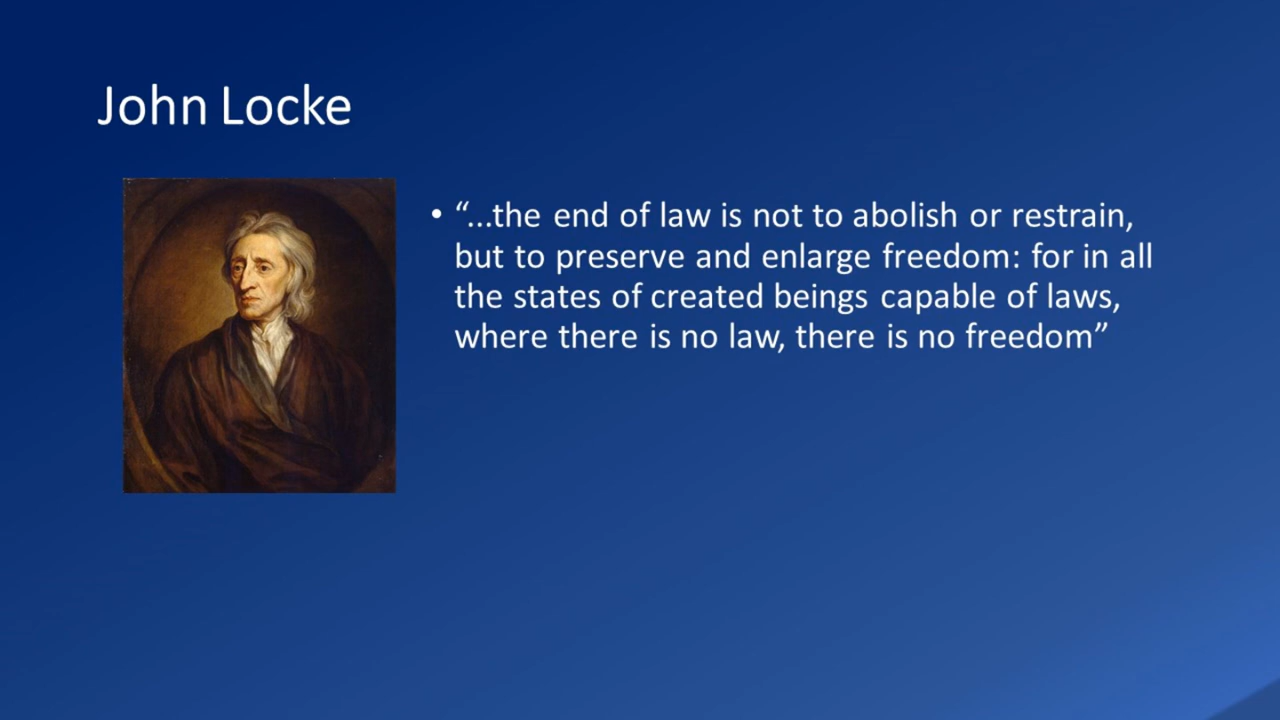 John Locke
• “...the end of law is not to abolish or restrain,
but to preserve and enlarge freedom: for in all
the states of created beings capable of laws,
where there is no law, there is no freedom”